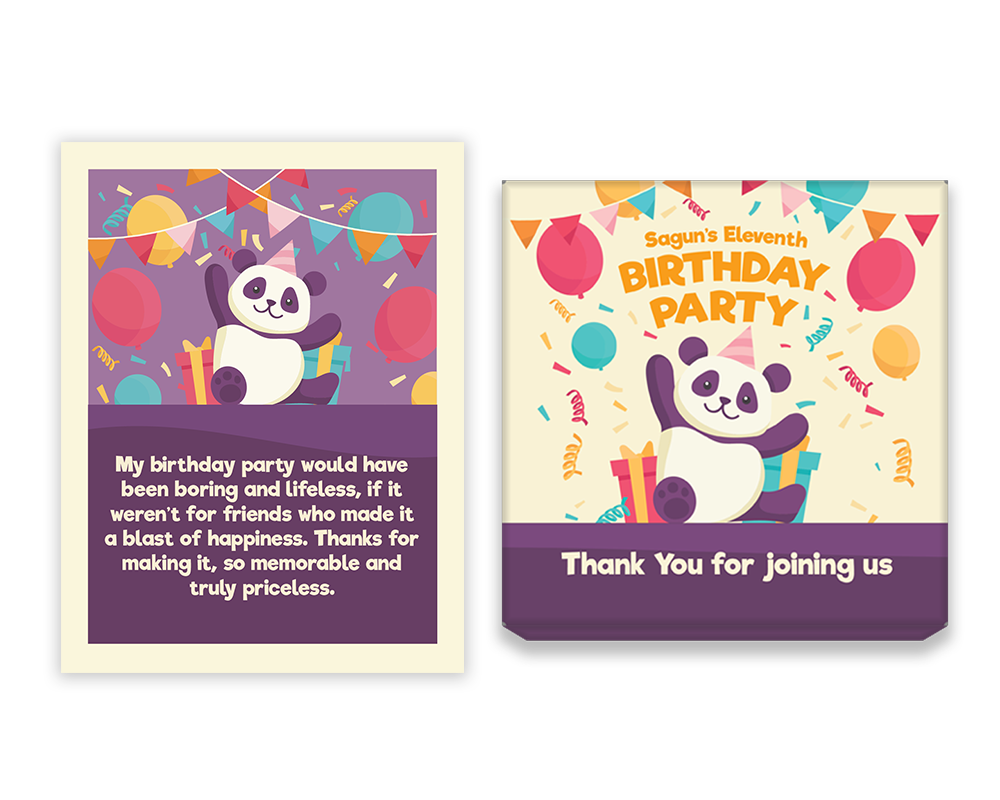 My birthday party would have
been boring and lifeless, if it
weren't for friends who made it
a blast of happiness. Thanks for
making it, so memorable and
truly priceless.
Sagun's Eleventh
BIRTHDAY
PARTY
Thank You for joining us